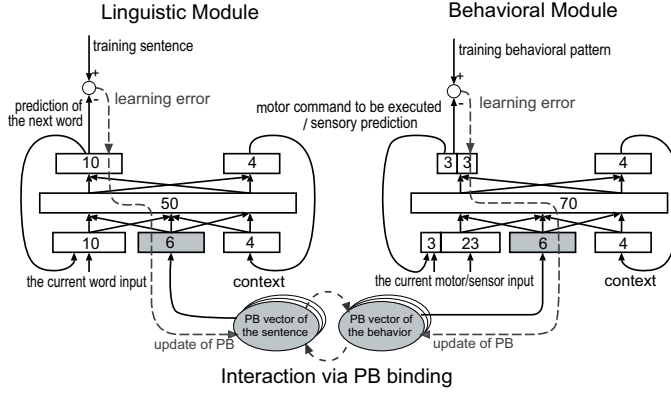 Linguistic Module
Behavioral Module
training sentence
training behavioral pattern
+
-
learning error
prediction of
the next word
+
-
learning error
motor command to be executed
/ sensory prediction
10
4
3
3
4
50
70
10
6
4
3
23
6
4
the current word input
context
the current motor/sensor input
context
PB vector of
the sentence
PB vector of
the behavior
update of PB
update of PB
Interaction via PB binding